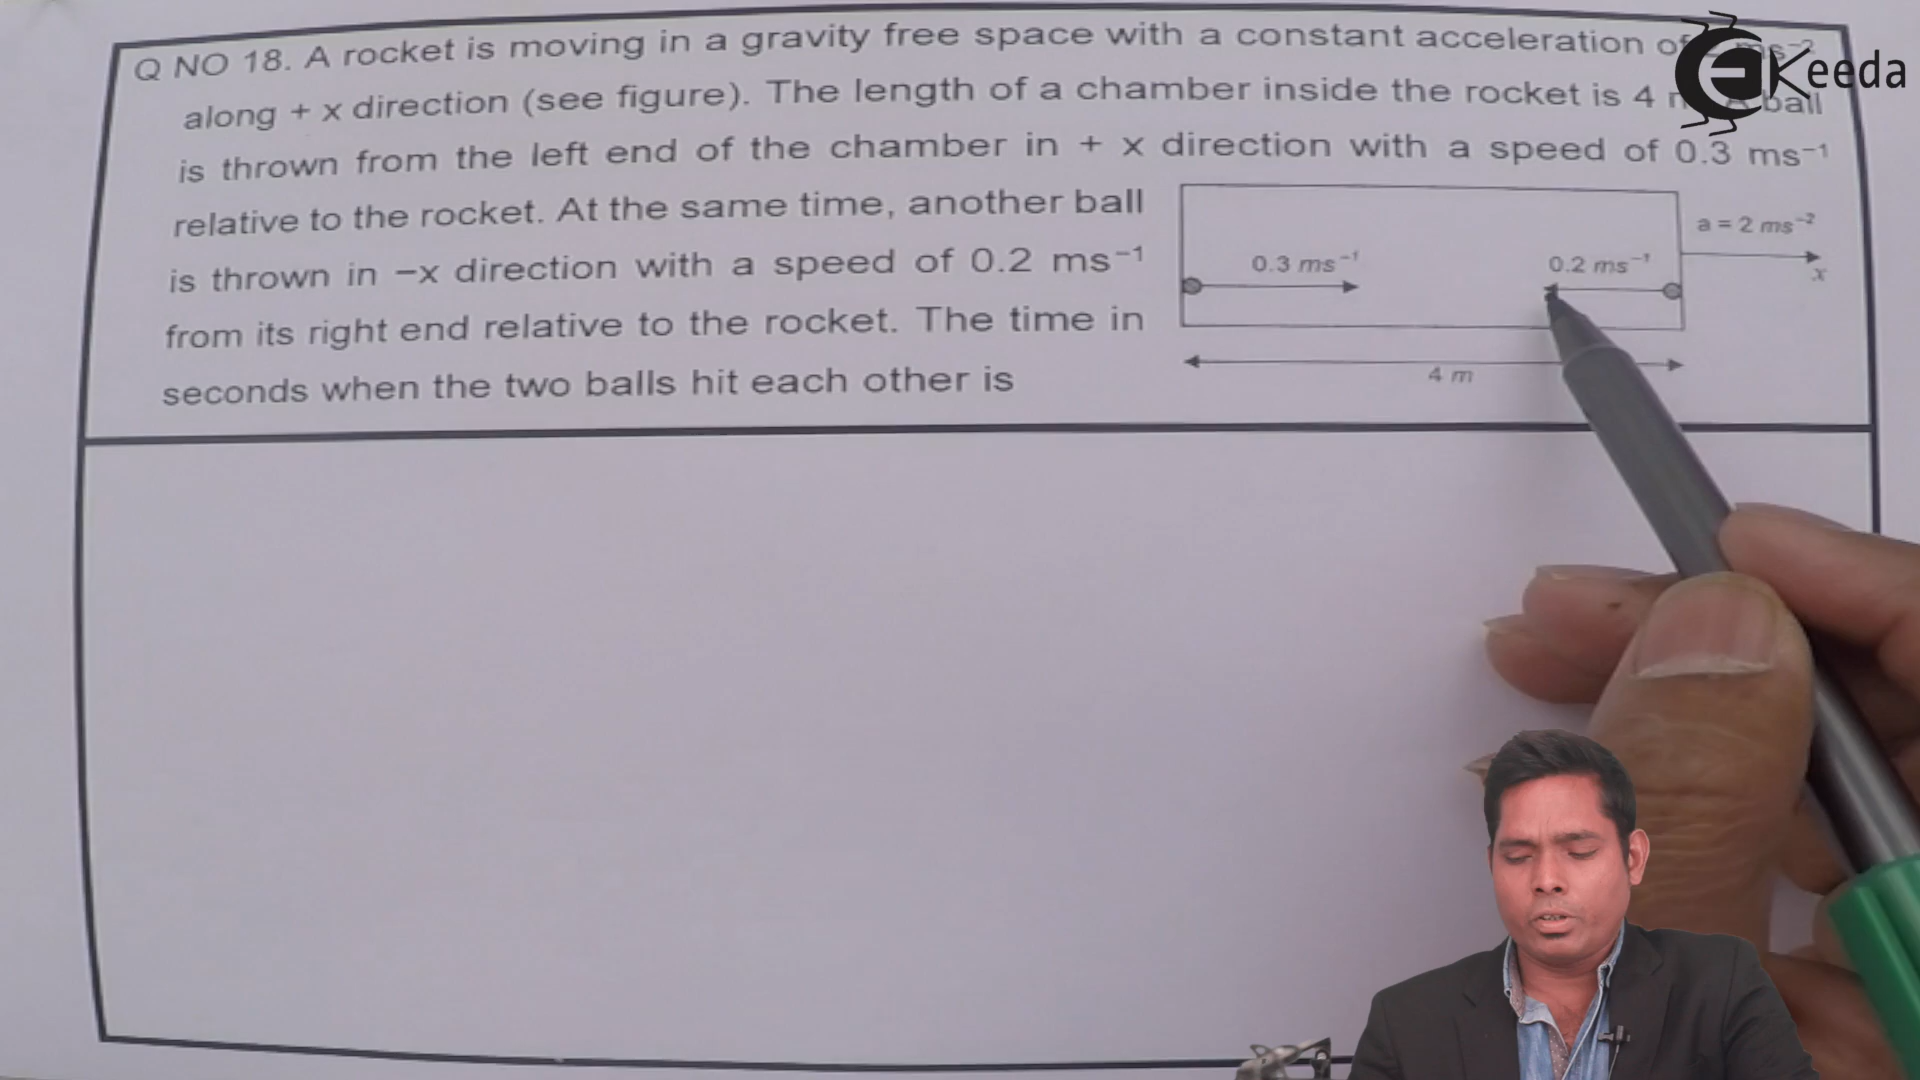 Q NO 18. A rocket is moving in a gravity free space with a constant acceleration of ms⁻²
along + x direction (see figure). The length of a chamber inside the rocket is 4 ball
is thrown from the left end of the chamber in + x direction with a speed of 0.3 ms⁻¹
relative to the rocket. At the same time, another ball
is thrown in −x direction with a speed of 0.2 ms⁻¹
from its right end relative to the rocket. The time in
seconds when the two balls hit each other is
a = 2 ms⁻²
0.3 ms⁻¹
0.2 ms⁻¹
x
4 m
eKeeda